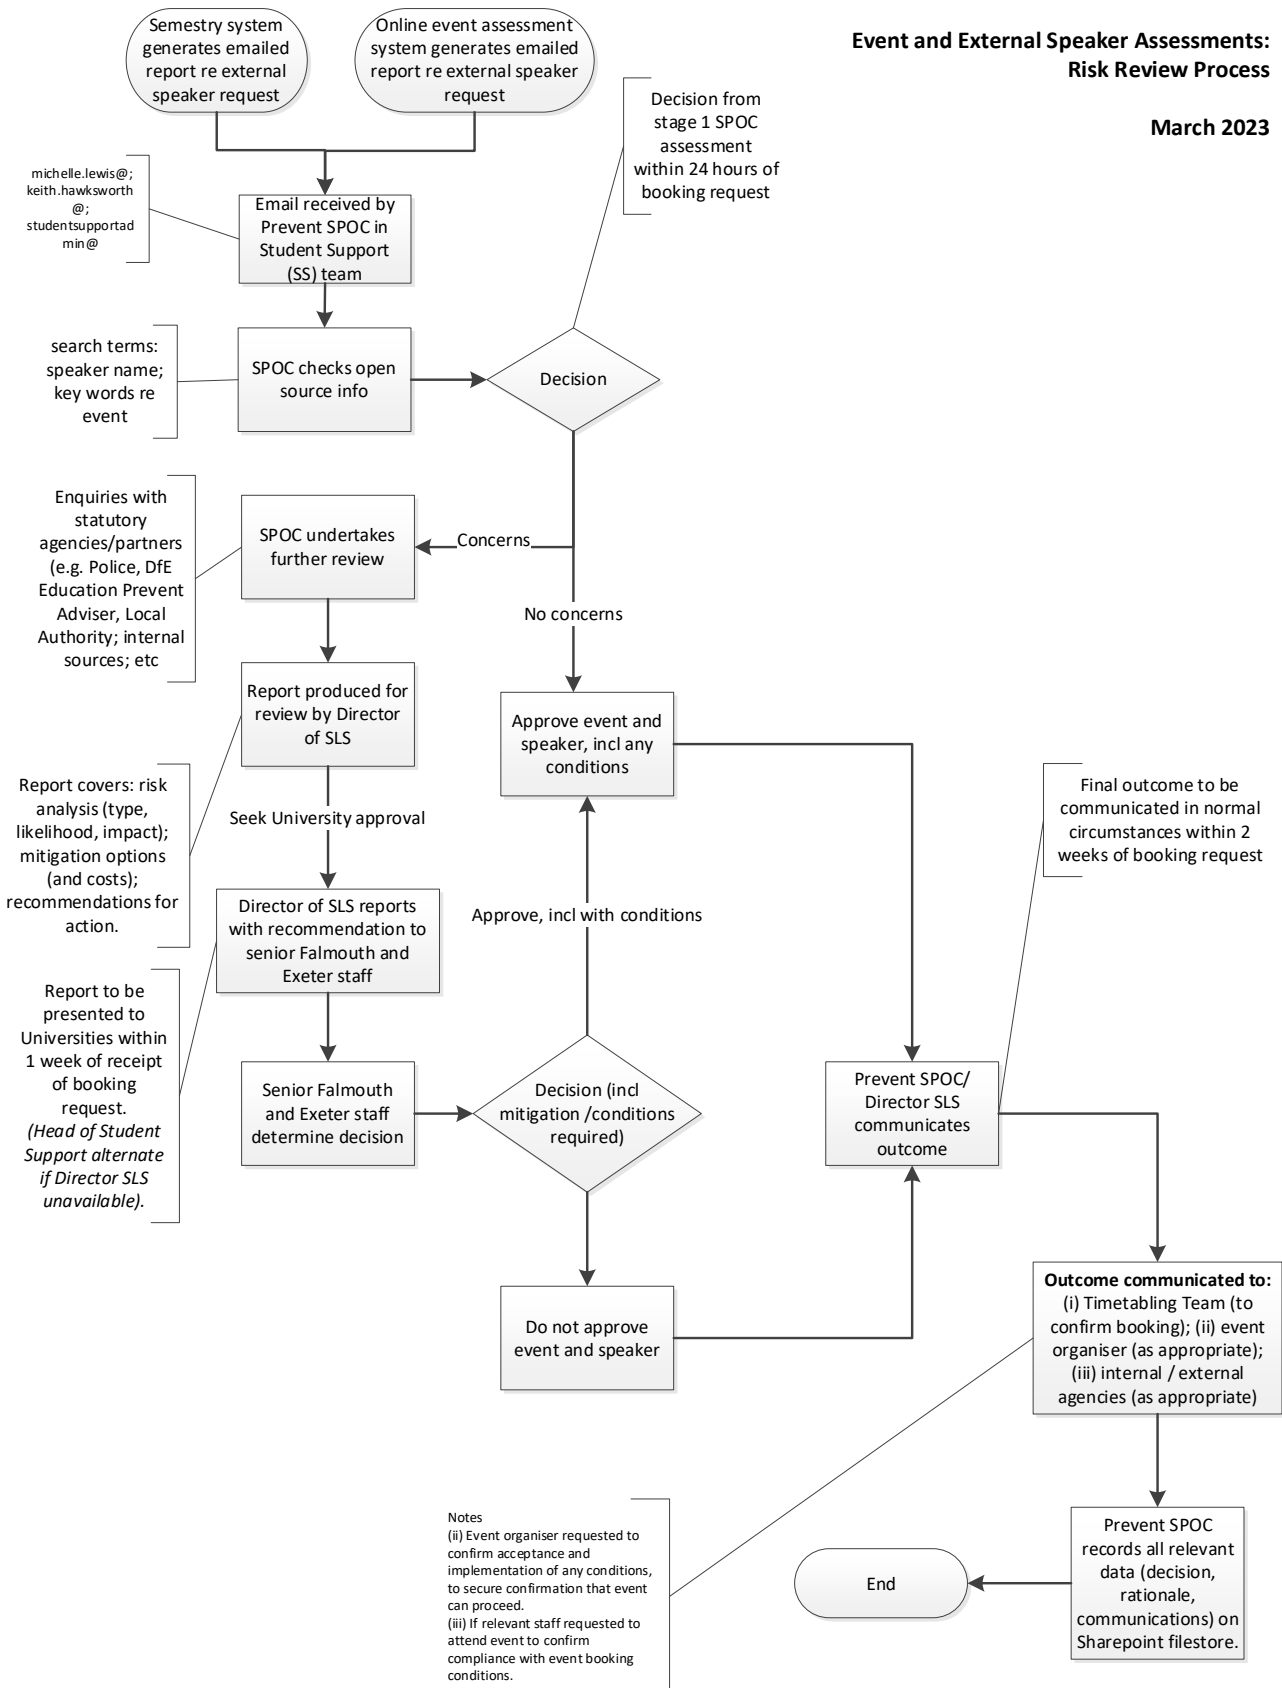 Event and External Speaker Assessments:
Risk Review Process
March 2023
Semestry system
generates emailed
report re external
speaker request
Online event assessment
system generates emailed
report re external speaker
request
Decision from
stage 1 SPOC
assessment
within 24 hours of
booking request
michelle.lewis@;
keith.hawksworth
@;
studentsupportad
min@
Email received by
Prevent SPOC in
Student Support
(SS) team
search terms:
speaker name;
key words re
event
SPOC checks open
source info
Decision
Enquiries with
statutory
agencies/partners
(e.g. Police, DfE
Education Prevent
Adviser, Local
Authority; internal
sources; etc
SPOC undertakes
further review
Concerns
No concerns
Report produced for
review by Director
of SLS
Approve event and
speaker, incl any
conditions
Report covers: risk
analysis (type,
likelihood, impact);
mitigation options
(and costs);
recommendations for
action.
Seek University approval
Final outcome to be
communicated in normal
circumstances within 2
weeks of booking request
Director of SLS reports
with recommendation to
senior Falmouth and
Exeter staff
Approve, incl with conditions
Report to be
presented to
Universities within
1 week of receipt
of booking
request.
(Head of Student
Support alternate
if Director SLS
unavailable).
Senior Falmouth
and Exeter staff
determine decision
Decision (incl
mitigation /conditions
required)
Prevent SPOC/
Director SLS
communicates
outcome
Do not approve
event and speaker
Outcome communicated to:
(i) Timetabling Team (to
confirm booking); (ii) event
organiser (as appropriate);
(iii) internal / external
agencies (as appropriate)
Notes
(ii) Event organiser requested to
confirm acceptance and
implementation of any conditions,
to secure confirmation that event
can proceed.
(iii) If relevant staff requested to
attend event to confirm
compliance with event booking
conditions.
Prevent SPOC
records all relevant
data (decision,
rationale,
communications) on
Sharepoint filestore.
End